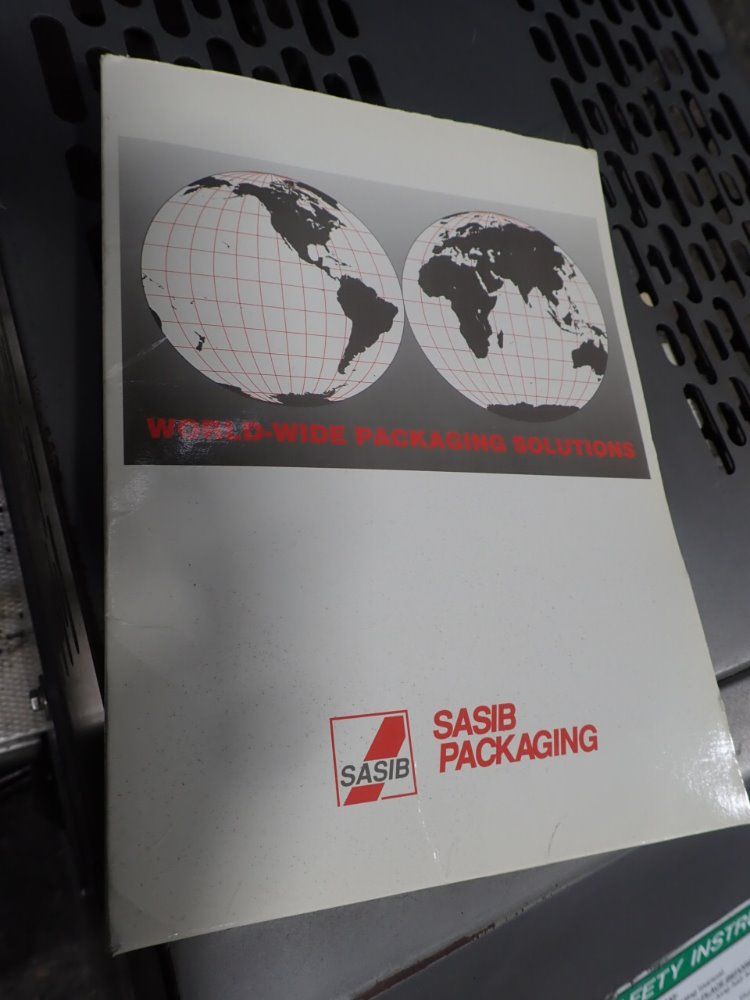 WORLD-WIDE PACKAGING SOLUTIONS
SASIB
SASIB
PACKAGING